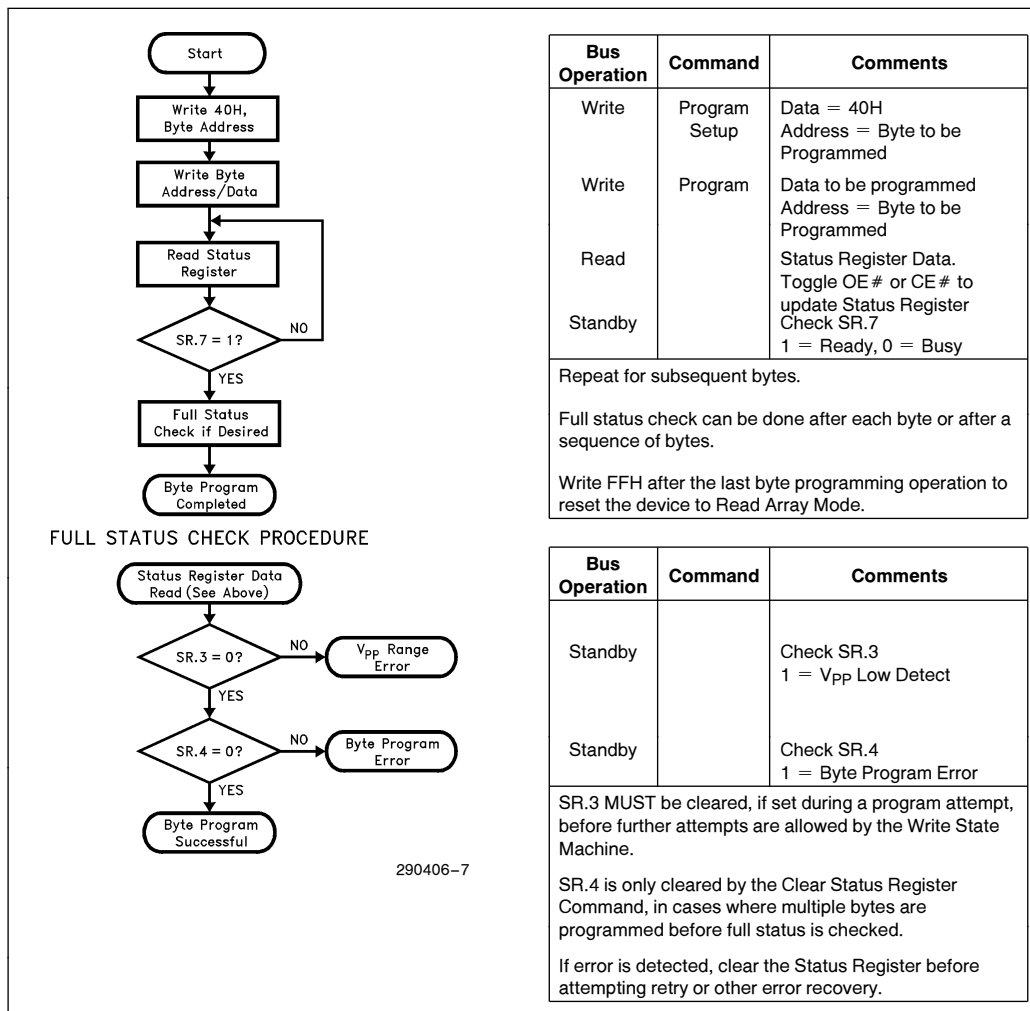 Start
Write 40H,
Byte Address
Write Byte
Address/Data
Read Status
Register
SR.7 = 1?
NO
YES
Full Status
Check if Desired
Byte Program
Completed
Bus
Operation
Command
Comments
Write
Program
Setup
Data = 40H
Address = Byte to be
Programmed
Write
Program
Data to be programmed
Address = Byte to be
Programmed
Read
Status Register Data.
Toggle OE# or CE# to
update Status Register
Standby
Check SR.7
1 = Ready, 0 = Busy
Repeat for subsequent bytes.
Full status check can be done after each byte or after a
sequence of bytes.
Write FFH after the last byte programming operation to
reset the device to Read Array Mode.
FULL STATUS CHECK PROCEDURE
Status Register Data
Read (See Above)
SR.3 = 0?
NO
VPP Range
Error
YES
SR.4 = 0?
NO
Byte Program
Error
YES
Byte Program
Successful
290406–7
Bus
Operation
Command
Comments
Standby
Check SR.3
1 = VPP Low Detect
Standby
Check SR.4
1 = Byte Program Error
SR.3 MUST be cleared, if set during a program attempt,
before further attempts are allowed by the Write State
Machine.
SR.4 is only cleared by the Clear Status Register
Command, in cases where multiple bytes are
programmed before full status is checked.
If error is detected, clear the Status Register before
attempting retry or other error recovery.